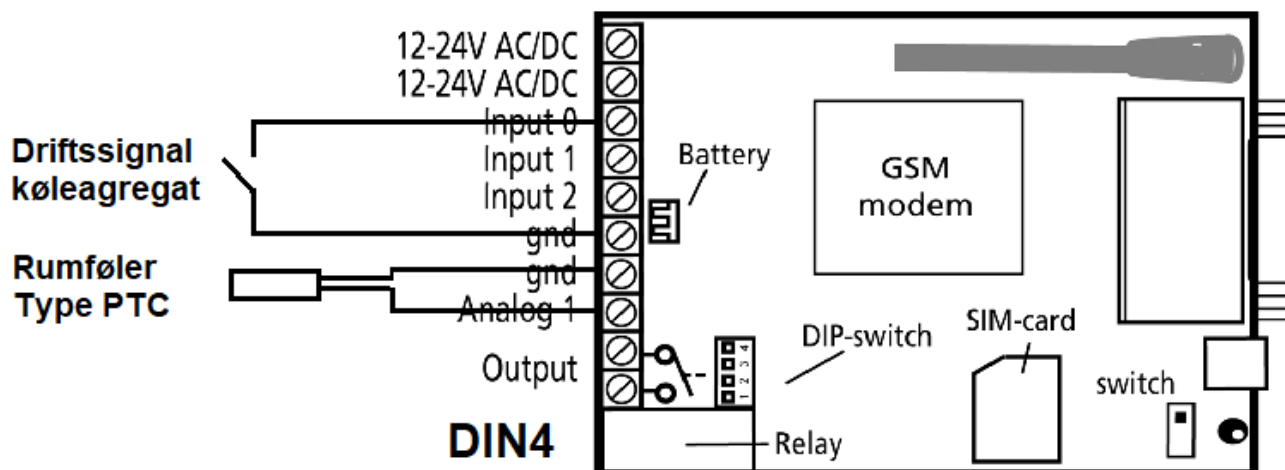 12-24V AC/DC
12-24V AC/DC
Input 0
Input 1
Input 2
gnd
gnd
Analog 1
Output
Driftssignal
køleagregat
Rumføler
Type PTC
DIN4
Battery
GSM
modem
DIP-switch
1 2 3 4
SIM-card
switch
Relay